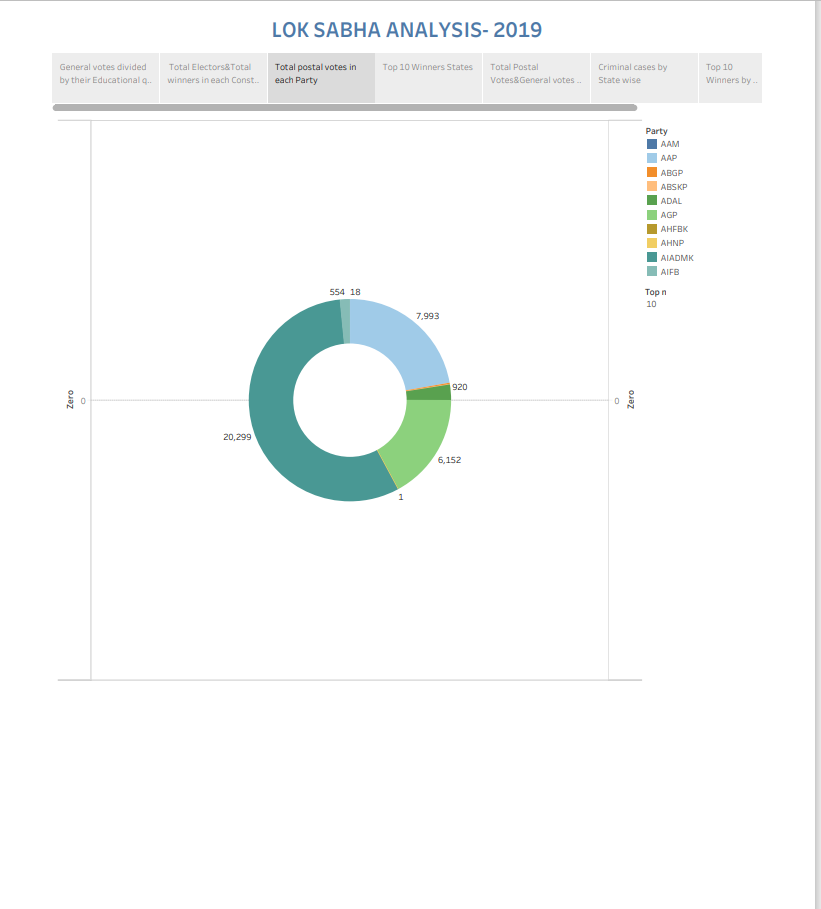 LOK SABHA ANALYSIS- 2019
General votes divided
by their Educational q..
Total Electors&Total
winners in each Const..
Total postal votes in
each Party
Top 10 Winners States
Total Postal
Votes&General votes ..
Criminal cases by
State wise
Top 10
Winners by ..
Party
AAM
AAP
ABGP
ABSKP
ADAL
AGP
AHFBK
AHNP
AIADMK
AIFB
Top n
10
554 18
7,993
920
Zero
0
0
Zero
20,299
6,152
1